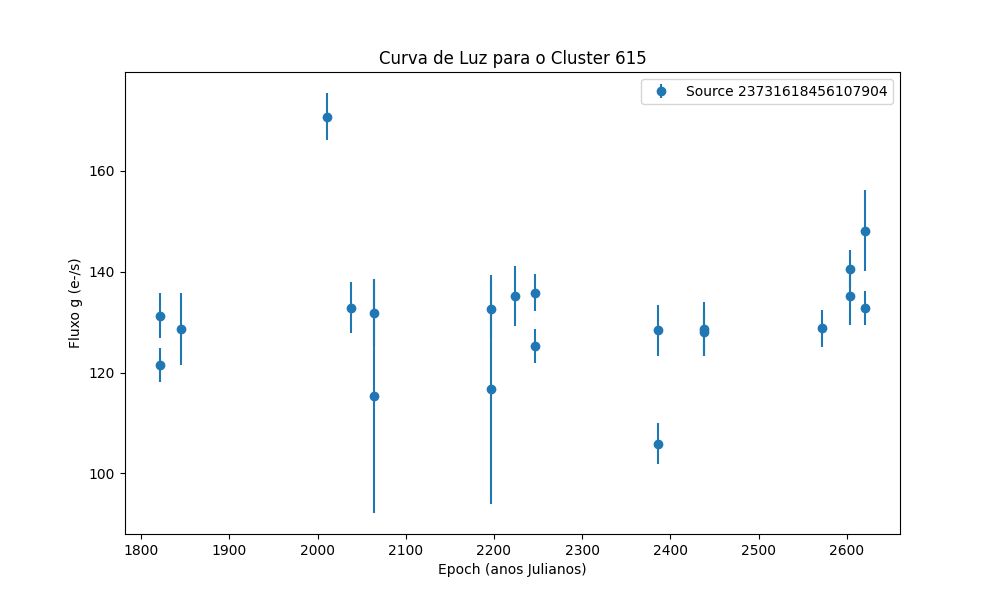 Curva de Luz para o Cluster 615
Source 23731618456107904
Fluxo g (e-/s)
160
140
120
100
1800 1900 2000 2100 2200 2300 2400 2500 2600
Epoch (anos Julianos)